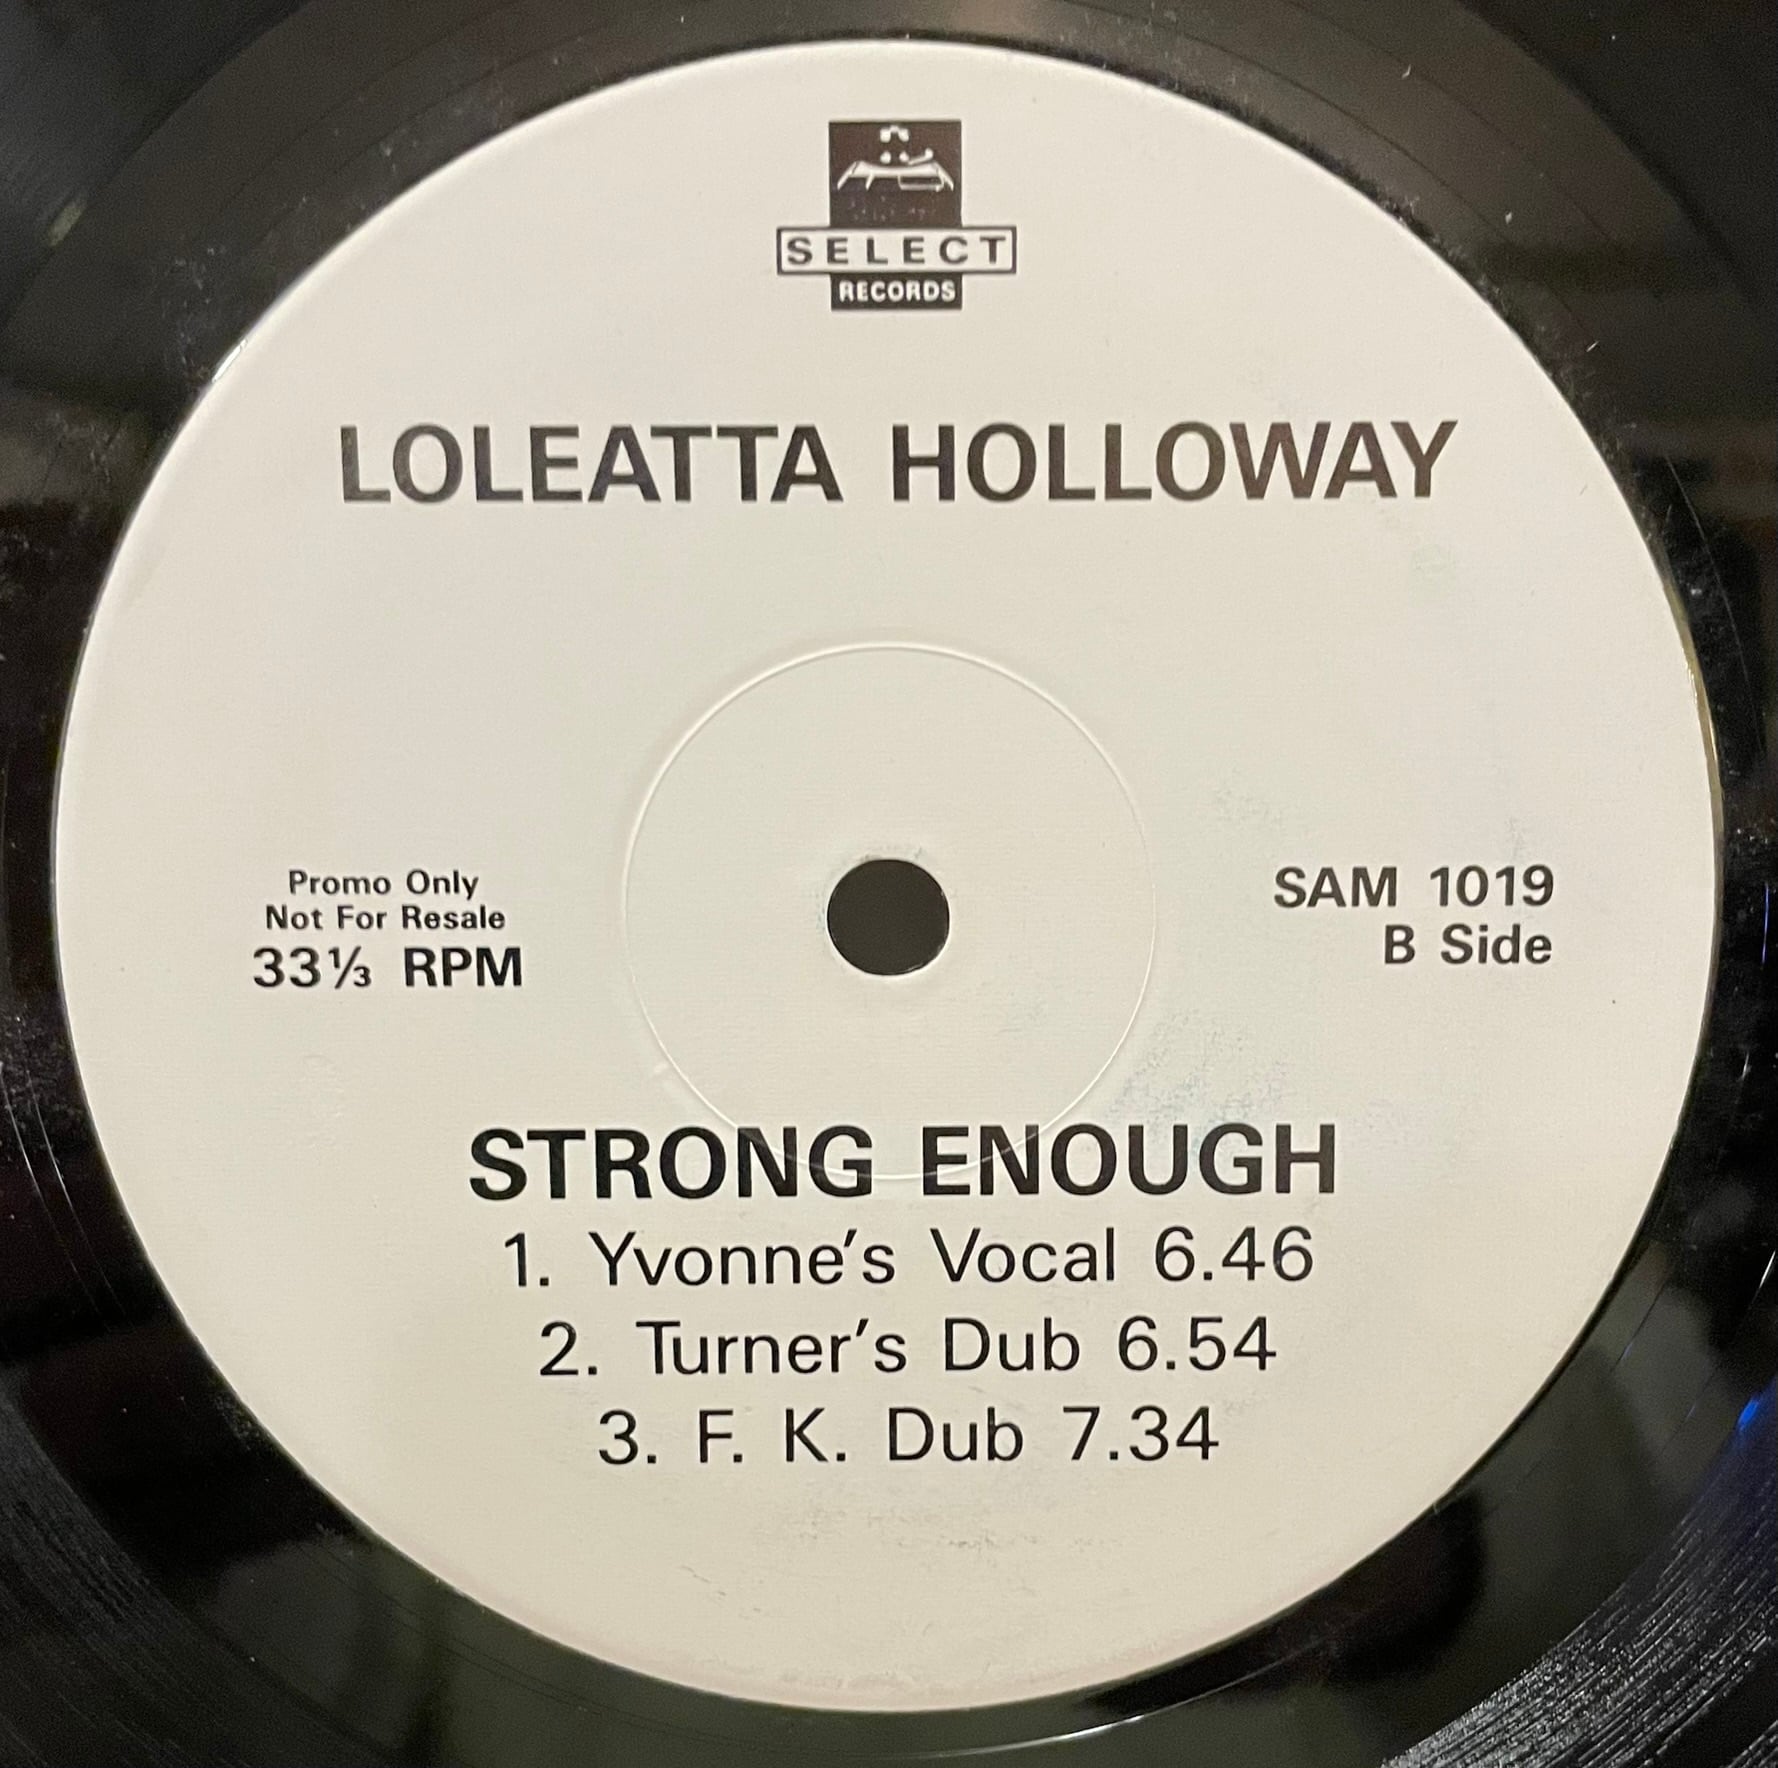 SELECT
RECORDS
LOLEATTA HOLLOWAY
Promo Only
Not For Resale
33⅓ RPM
SAM 1019
B Side
STRONG ENOUGH
1. Yvonne's Vocal 6.46
2. Turner's Dub 6.54
3. F. K. Dub 7.34